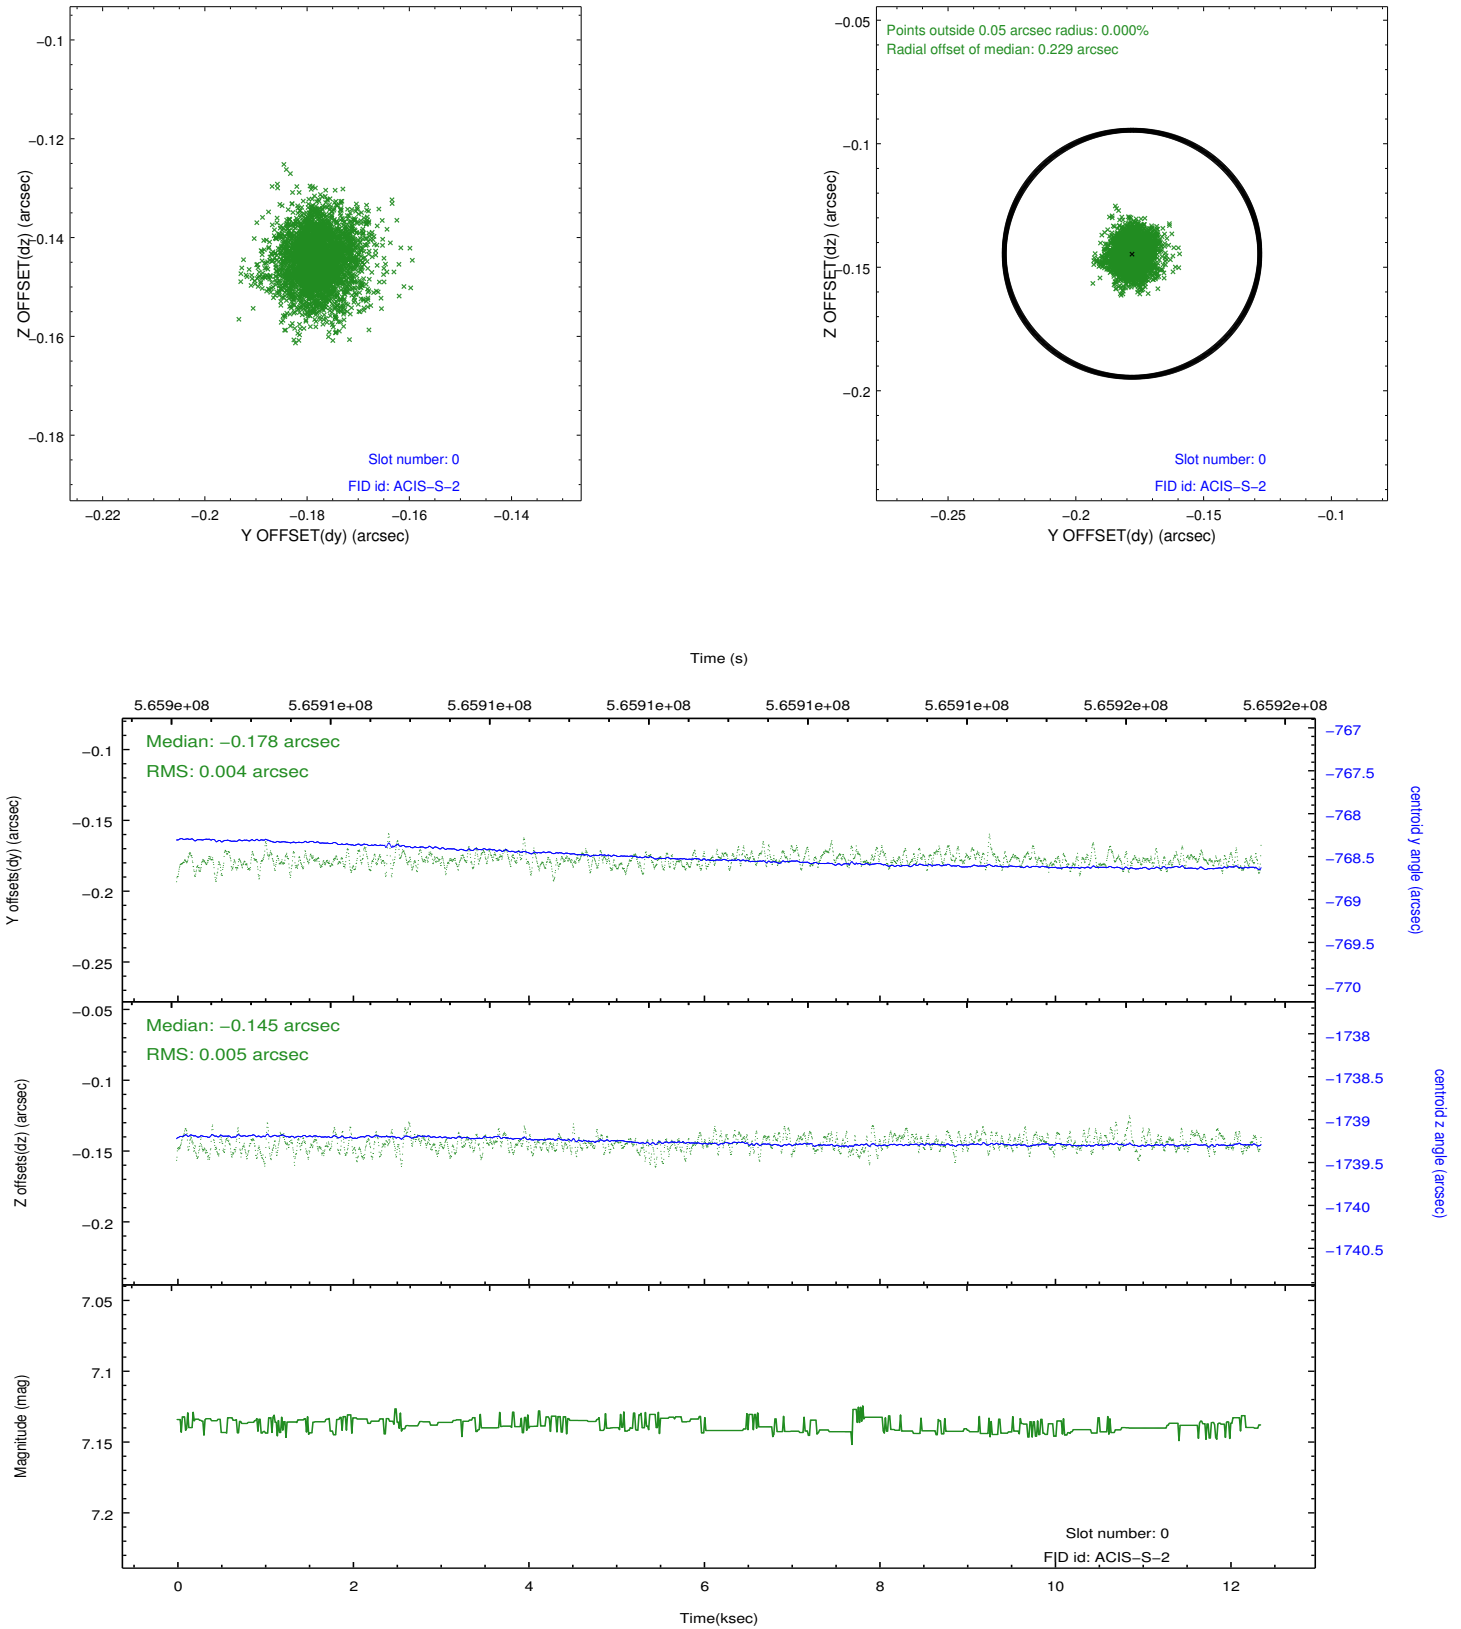 −0.1
−0.12
−0.14
−0.16
−0.18
Z OFFSET(dz) (arcsec)
Slot number: 0
FID id: ACIS−S−2
−0.22 −0.2 −0.18 −0.16 −0.14
Y OFFSET(dy) (arcsec)
Points outside 0.05 arcsec radius: 0.000%
Radial offset of median: 0.229 arcsec
−0.05
−0.1
−0.15
−0.2
Z OFFSET(dz) (arcsec)
Slot number: 0
FID id: ACIS−S−2
−0.25 −0.2 −0.15 −0.1
Y OFFSET(dy) (arcsec)
Time (s)
5.659e+08 5.6591e+08 5.6591e+08 5.6591e+08 5.6591e+08 5.6591e+08 5.6592e+08 5.6592e+08
Median: −0.178 arcsec
RMS: 0.004 arcsec
−0.1
−0.15
−0.2
−0.25
Y offsets(dy) (arcsec)
−767
−767.5
−768
−768.5
−769
−769.5
−770
centroid y angle (arcsec)
Median: −0.145 arcsec
RMS: 0.005 arcsec
−0.05
−0.1
−0.15
−0.2
Z offsets(dz) (arcsec)
−1738
−1738.5
−1739
−1739.5
−1740
−1740.5
centroid z angle (arcsec)
7.05
7.1
7.15
7.2
Magnitude (mag)
Slot number: 0
FID id: ACIS−S−2
0 2 4 6 8 10 12
Time(ksec)